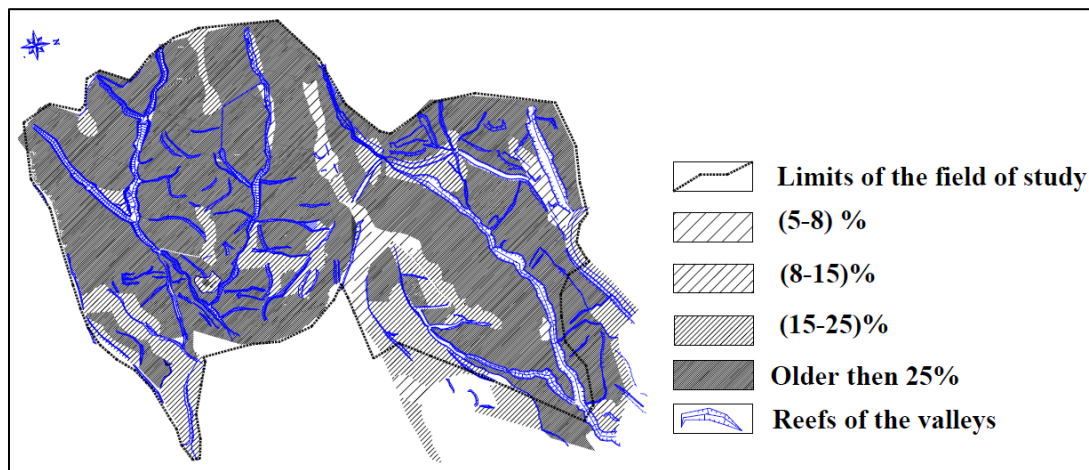 Limits of the field of study
(5-8) %
(8-15)%
(15-25)%
Older then 25%
Reefs of the valleys